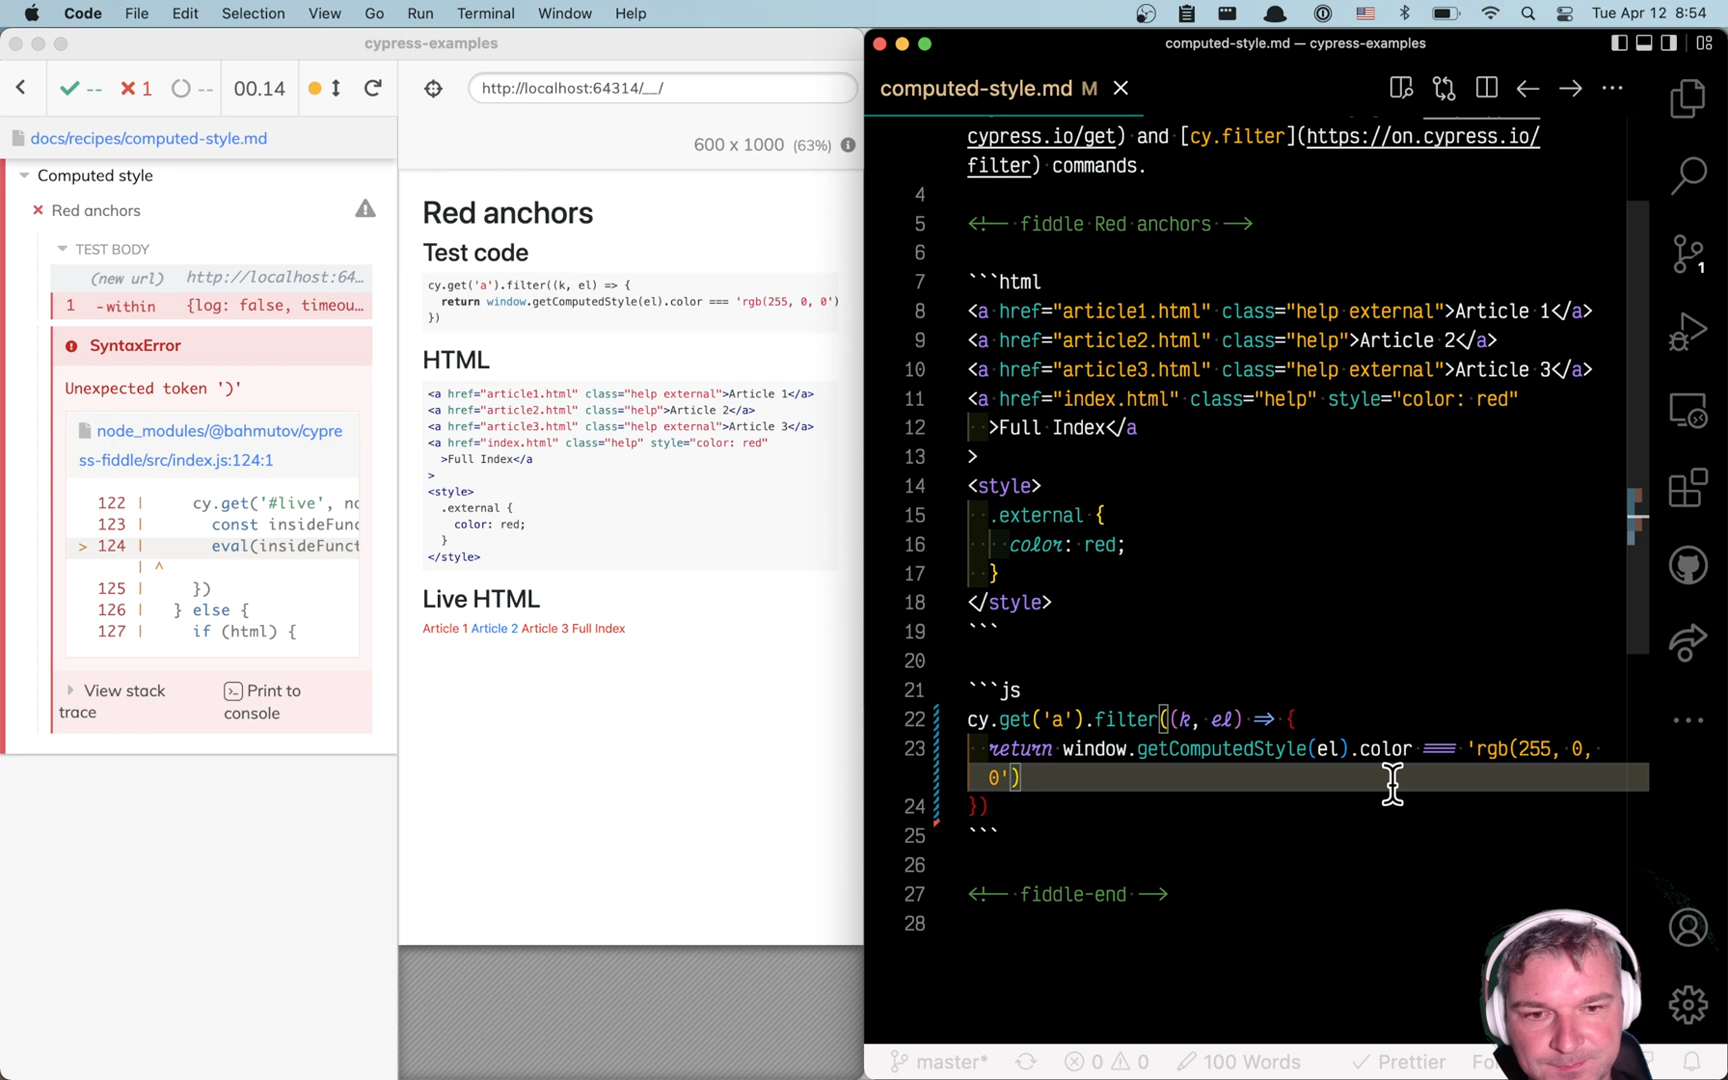 Code File Edit Selection View Go Run Terminal Window Help Tue Apr 12 8:54
cypress-examples
-- 1 -- 00.14
http://localhost:64314/__/
docs/recipes/computed-style.md
600 x 1000 (63%)
Computed style
Red anchors
TEST BODY
(new url) http://localhost:64...
1 -within {log: false, timeou...
SyntaxError
Unexpected token ')'
node_modules/@bahmutov/cypre
ss-fiddle/src/index.js:124:1
122 | cy.get('#live', no
123 | const insideFunc
> 124 | eval(insideFunct
| ^
125 | })
126 | } else {
127 | if (html) {
View stack
trace
Print to
console
Red anchors
Test code
cy.get('a').filter((k, el) => {
return window.getComputedStyle(el).color === 'rgb(255, 0, 0')
})
HTML
<a href="article1.html" class="help external">Article 1</a>
<a href="article2.html" class="help">Article 2</a>
<a href="article3.html" class="help external">Article 3</a>
<a href="index.html" class="help" style="color: red"
>Full Index</a
>
<style>
.external {
color: red;
}
</style>
Live HTML
Article 1 Article 2 Article 3 Full Index
computed-style.md — cypress-examples
computed-style.md M
cypress.io/get) and [cy.filter](https://on.cypress.io/
filter) commands.
4
5 <!-- fiddle Red anchors -->
6
7 ```html
8 <a href="article1.html" class="help external">Article 1</a>
9 <a href="article2.html" class="help">Article 2</a>
10 <a href="article3.html" class="help external">Article 3</a>
11 <a href="index.html" class="help" style="color: red"
12 >Full Index</a
13 >
14 <style>
15 .external {
16 color: red;
17 }
18 </style>
19 ```
20
21 ```js
22 cy.get('a').filter((k, el) => {
23 return window.getComputedStyle(el).color === 'rgb(255, 0,
0')
24 })
25 ```
26
27 <!-- fiddle-end -->
28
1
master* 0 0 100 Words Prettier